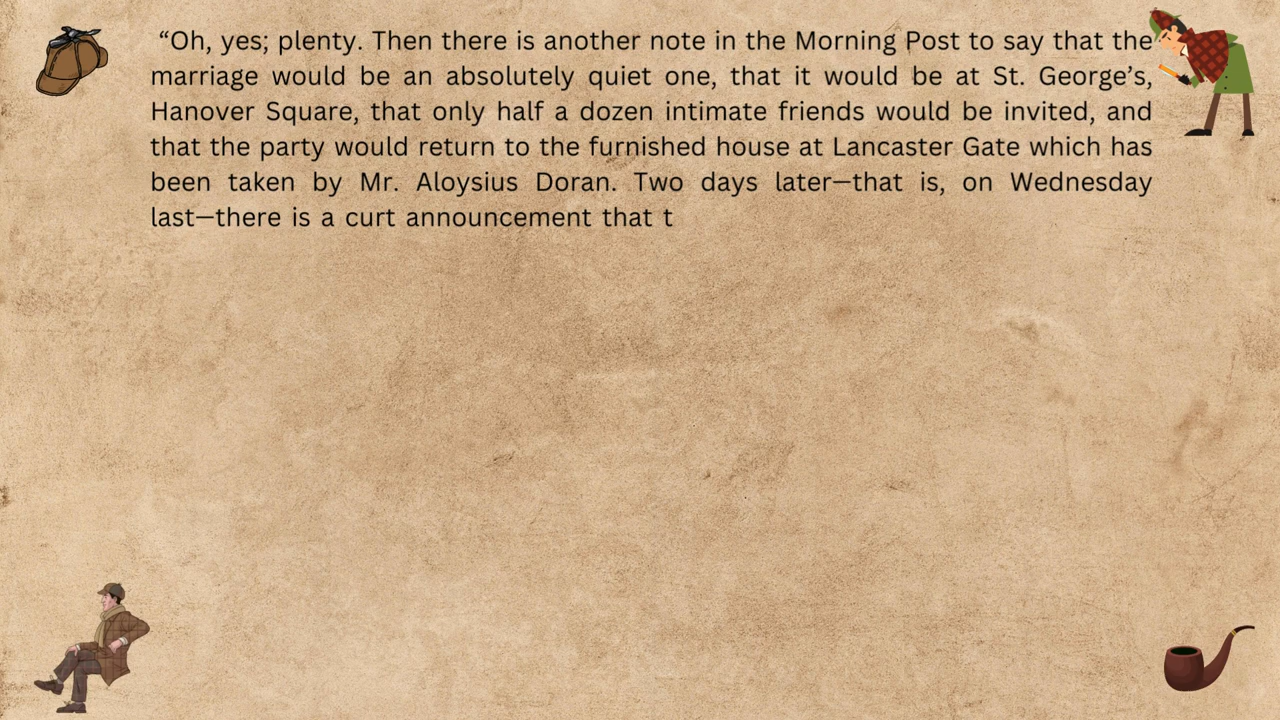 “Oh, yes; plenty. Then there is another note in the Morning Post to say that the
marriage would be an absolutely quiet one, that it would be at St. George’s,
Hanover Square, that only half a dozen intimate friends would be invited, and
that the party would return to the furnished house at Lancaster Gate which has
been taken by Mr. Aloysius Doran. Two days later—that is, on Wednesday
last—there is a curt announcement that t